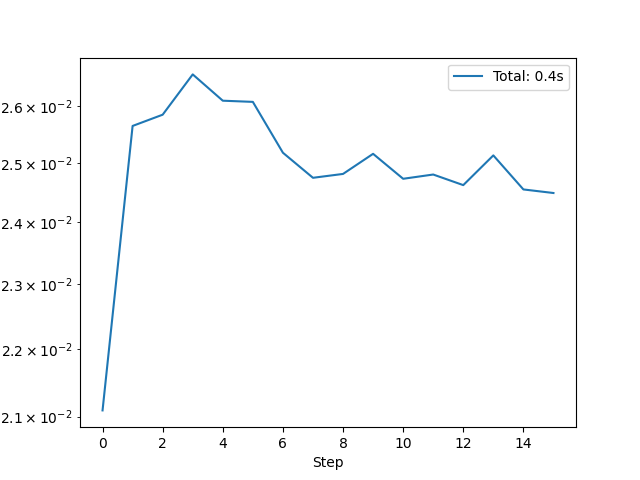 Total: 0.4s
2.6 × 10⁻²
2.5 × 10⁻²
2.4 × 10⁻²
2.3 × 10⁻²
2.2 × 10⁻²
2.1 × 10⁻²
0 2 4 6 8 10 12 14
Step